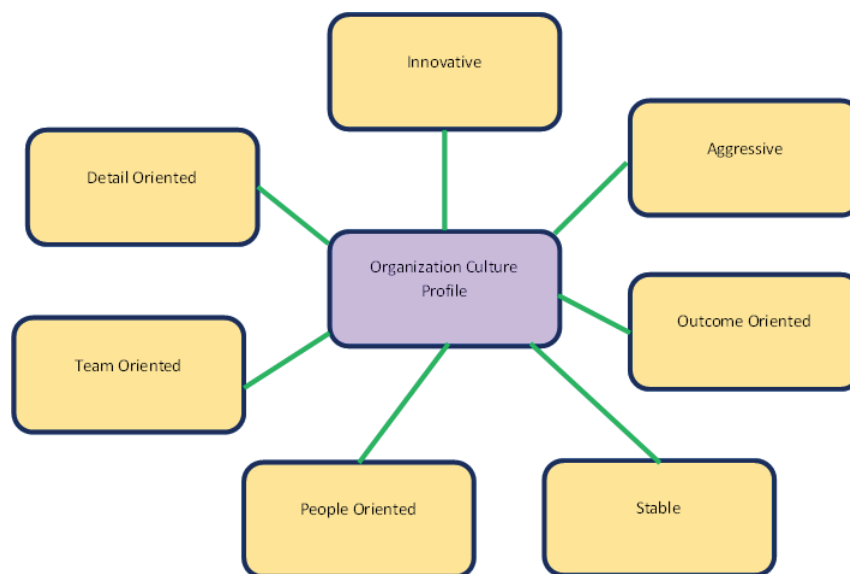 Innovative
Aggressive
Detail Oriented
Organization Culture
Profile
Outcome Oriented
Team Oriented
People Oriented
Stable